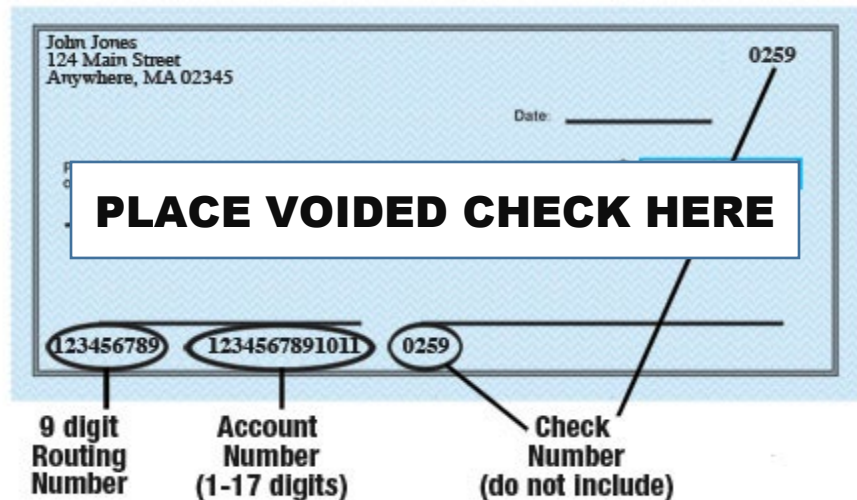 John Jones
124 Main Street
Anywhere, MA 02345
0259
Date:
PLACE VOIDED CHECK HERE
123456789 1234567891011 0259
9 digit
Routing
Number
Account
Number
(1-17 digits)
Check
Number
(do not include)